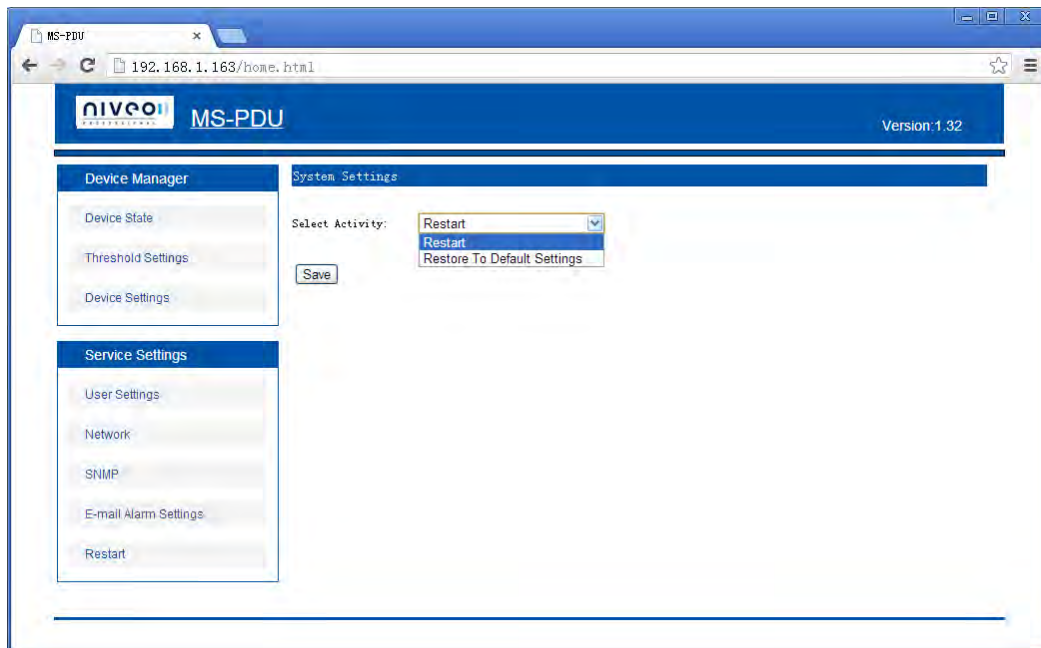 MS-PDU
192.168.1.163/home.html
niveo
PROFESSIONAL
MS-PDU
Version:1.32
Device Manager
Device State
Threshold Settings
Device Settings
Service Settings
User Settings
Network
SNMP
E-mail Alarm Settings
Restart
System Settings
Select Activity: Restart
Restart
Restore To Default Settings
Save